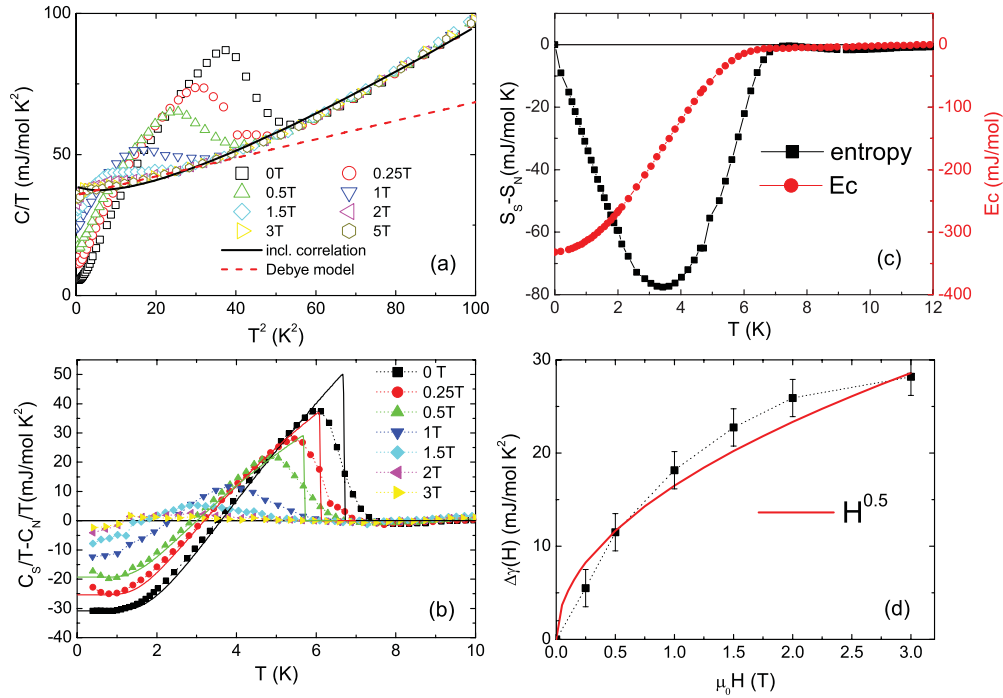 100
50
0
0
20
40
60
80
100
C/T (mJ/mol K²)
T² (K²)
0T
0.25T
0.5T
1T
1.5T
2T
3T
5T
incl. correlation
Debye model
(a)
0
-20
-40
-60
-80
0
2
4
6
8
10
12
0
-100
-200
-300
-400
S_S-S_N(mJ/mol K)
T (K)
Ec (mJ/mol)
entropy
Ec
(c)
50
40
30
20
10
0
-10
-20
-30
-40
0
2
4
6
8
10
C_S/T-C_N/T(mJ/mol K²)
T (K)
0 T
0.25T
0.5T
1T
1.5T
2T
3T
(b)
30
20
10
0
0.0
0.5
1.0
1.5
2.0
2.5
3.0
Δγ(H) (mJ/mol K²)
μ₀H (T)
H^0.5
(d)